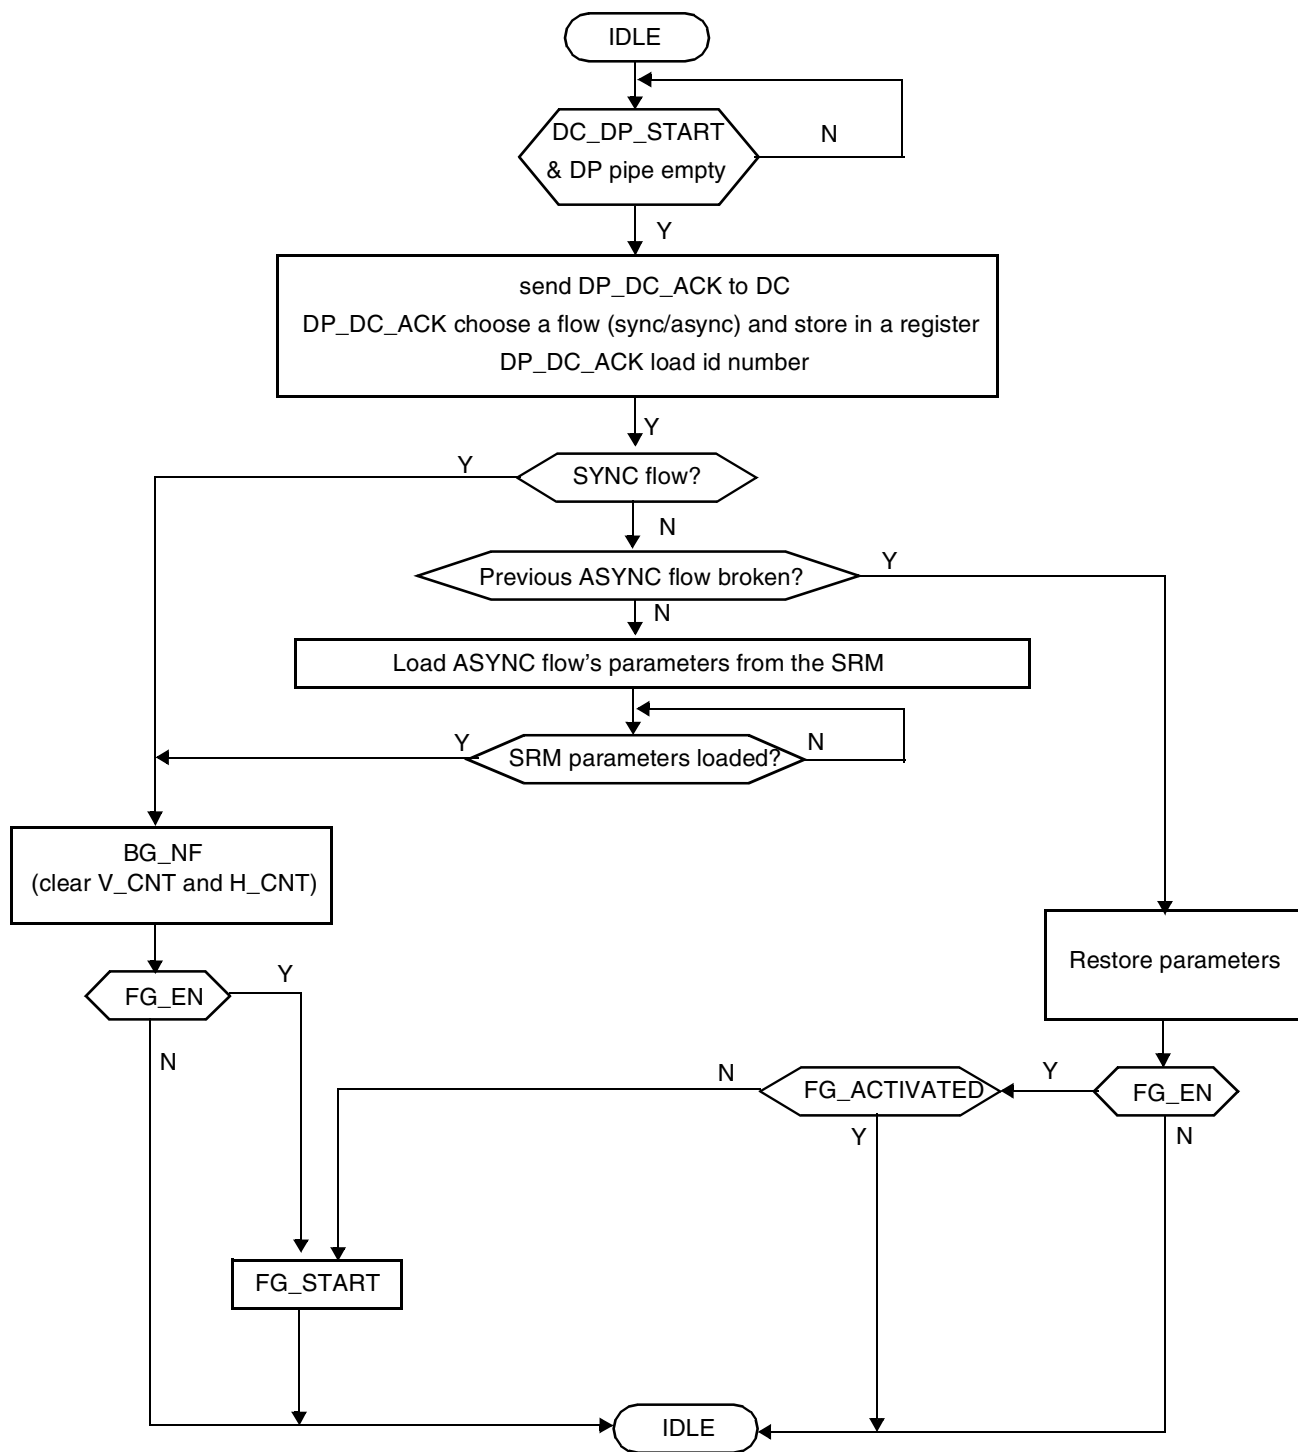 IDLE
DC_DP_START
N
& DP pipe empty
Y
send DP_DC_ACK to DC
DP_DC_ACK choose a flow (sync/async) and store in a register
DP_DC_ACK load id number
Y
Y
SYNC flow?
N
Y
Previous ASYNC flow broken?
N
Load ASYNC flow's parameters from the SRM
Y
SRM parameters loaded?
N
BG_NF
(clear V_CNT and H_CNT)
Restore parameters
Y
FG_EN
N
N
FG_ACTIVATED
Y
FG_EN
Y
N
FG_START
IDLE